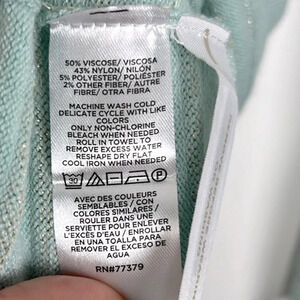 50% VISCOSE/ VISCOSA
43% NYLON/ NILÓN
5% POLYESTER/ POLIÉSTER
2% OTHER FIBER/ AUTRE
FIBRE/ OTRA FIBRA
MACHINE WASH COLD
DELICATE CYCLE WITH LIKE
COLORS
ONLY NON-CHLORINE
BLEACH WHEN NEEDED
ROLL IN TOWEL TO
REMOVE EXCESS WATER
RESHAPE DRY FLAT
COOL IRON WHEN NEEDED
30 P
AVEC DES COULEURS
SEMBLABLES / CON
COLORES SIMILARES /
ROULER DANS UNE
SERVIETTE POUR ENLEVER
L'EXCÈS D'EAU / ENROLLAR
EN UNA TOALLA PARA
REMOVER EL EXCESO DE
AGUA
RN#77379